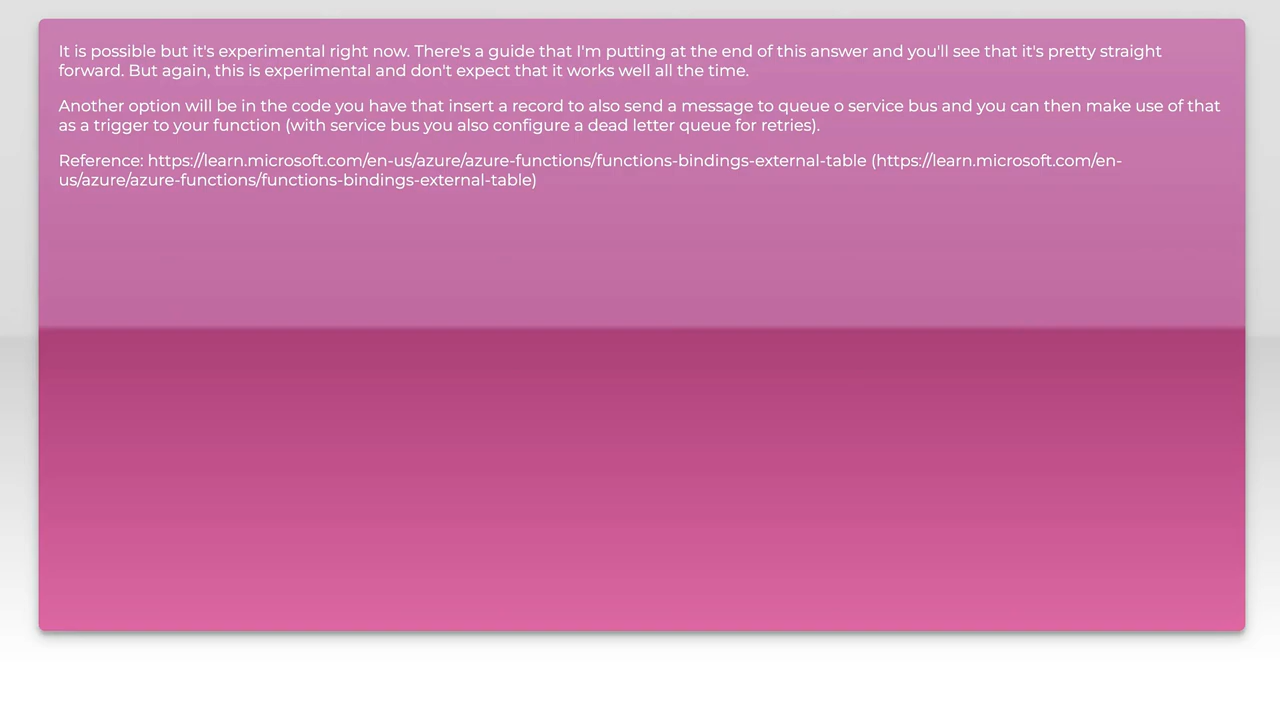 It is possible but it's experimental right now. There's a guide that I'm putting at the end of this answer and you'll see that it's pretty straight
forward. But again, this is experimental and don't expect that it works well all the time.
Another option will be in the code you have that insert a record to also send a message to queue o service bus and you can then make use of that
as a trigger to your function (with service bus you also configure a dead letter queue for retries).
Reference: https://learn.microsoft.com/en-us/azure/azure-functions/functions-bindings-external-table (https://learn.microsoft.com/en-
us/azure/azure-functions/functions-bindings-external-table)